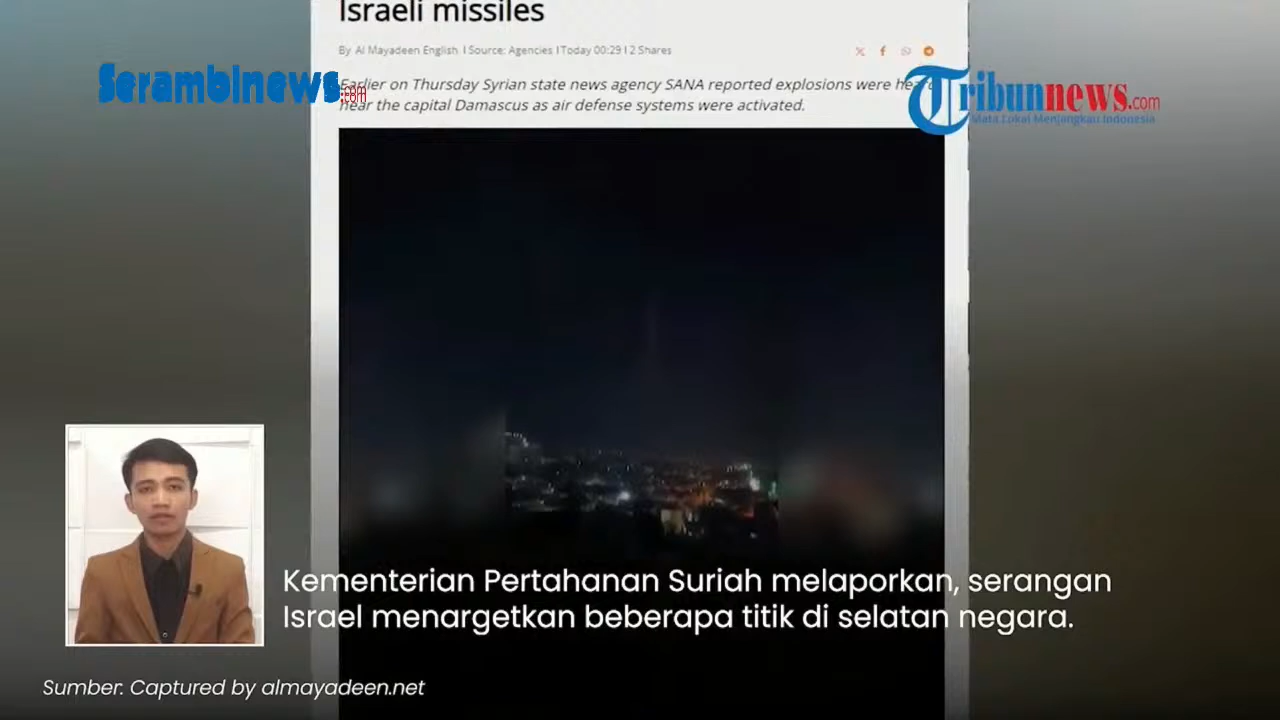 Israeli missiles
By Al Mayadeen English | Source: Agencies | Today 00:29 | 2 Shares
Serambinews.com
Tribunnews.com
Mata Lokal Menjangkau Indonesia
Earlier on Thursday Syrian state news agency SANA reported explosions were hea
near the capital Damascus as air defense systems were activated.
Kementerian Pertahanan Suriah melaporkan, serangan
Israel menargetkan beberapa titik di selatan negara.
Sumber: Captured by almayadeen.net